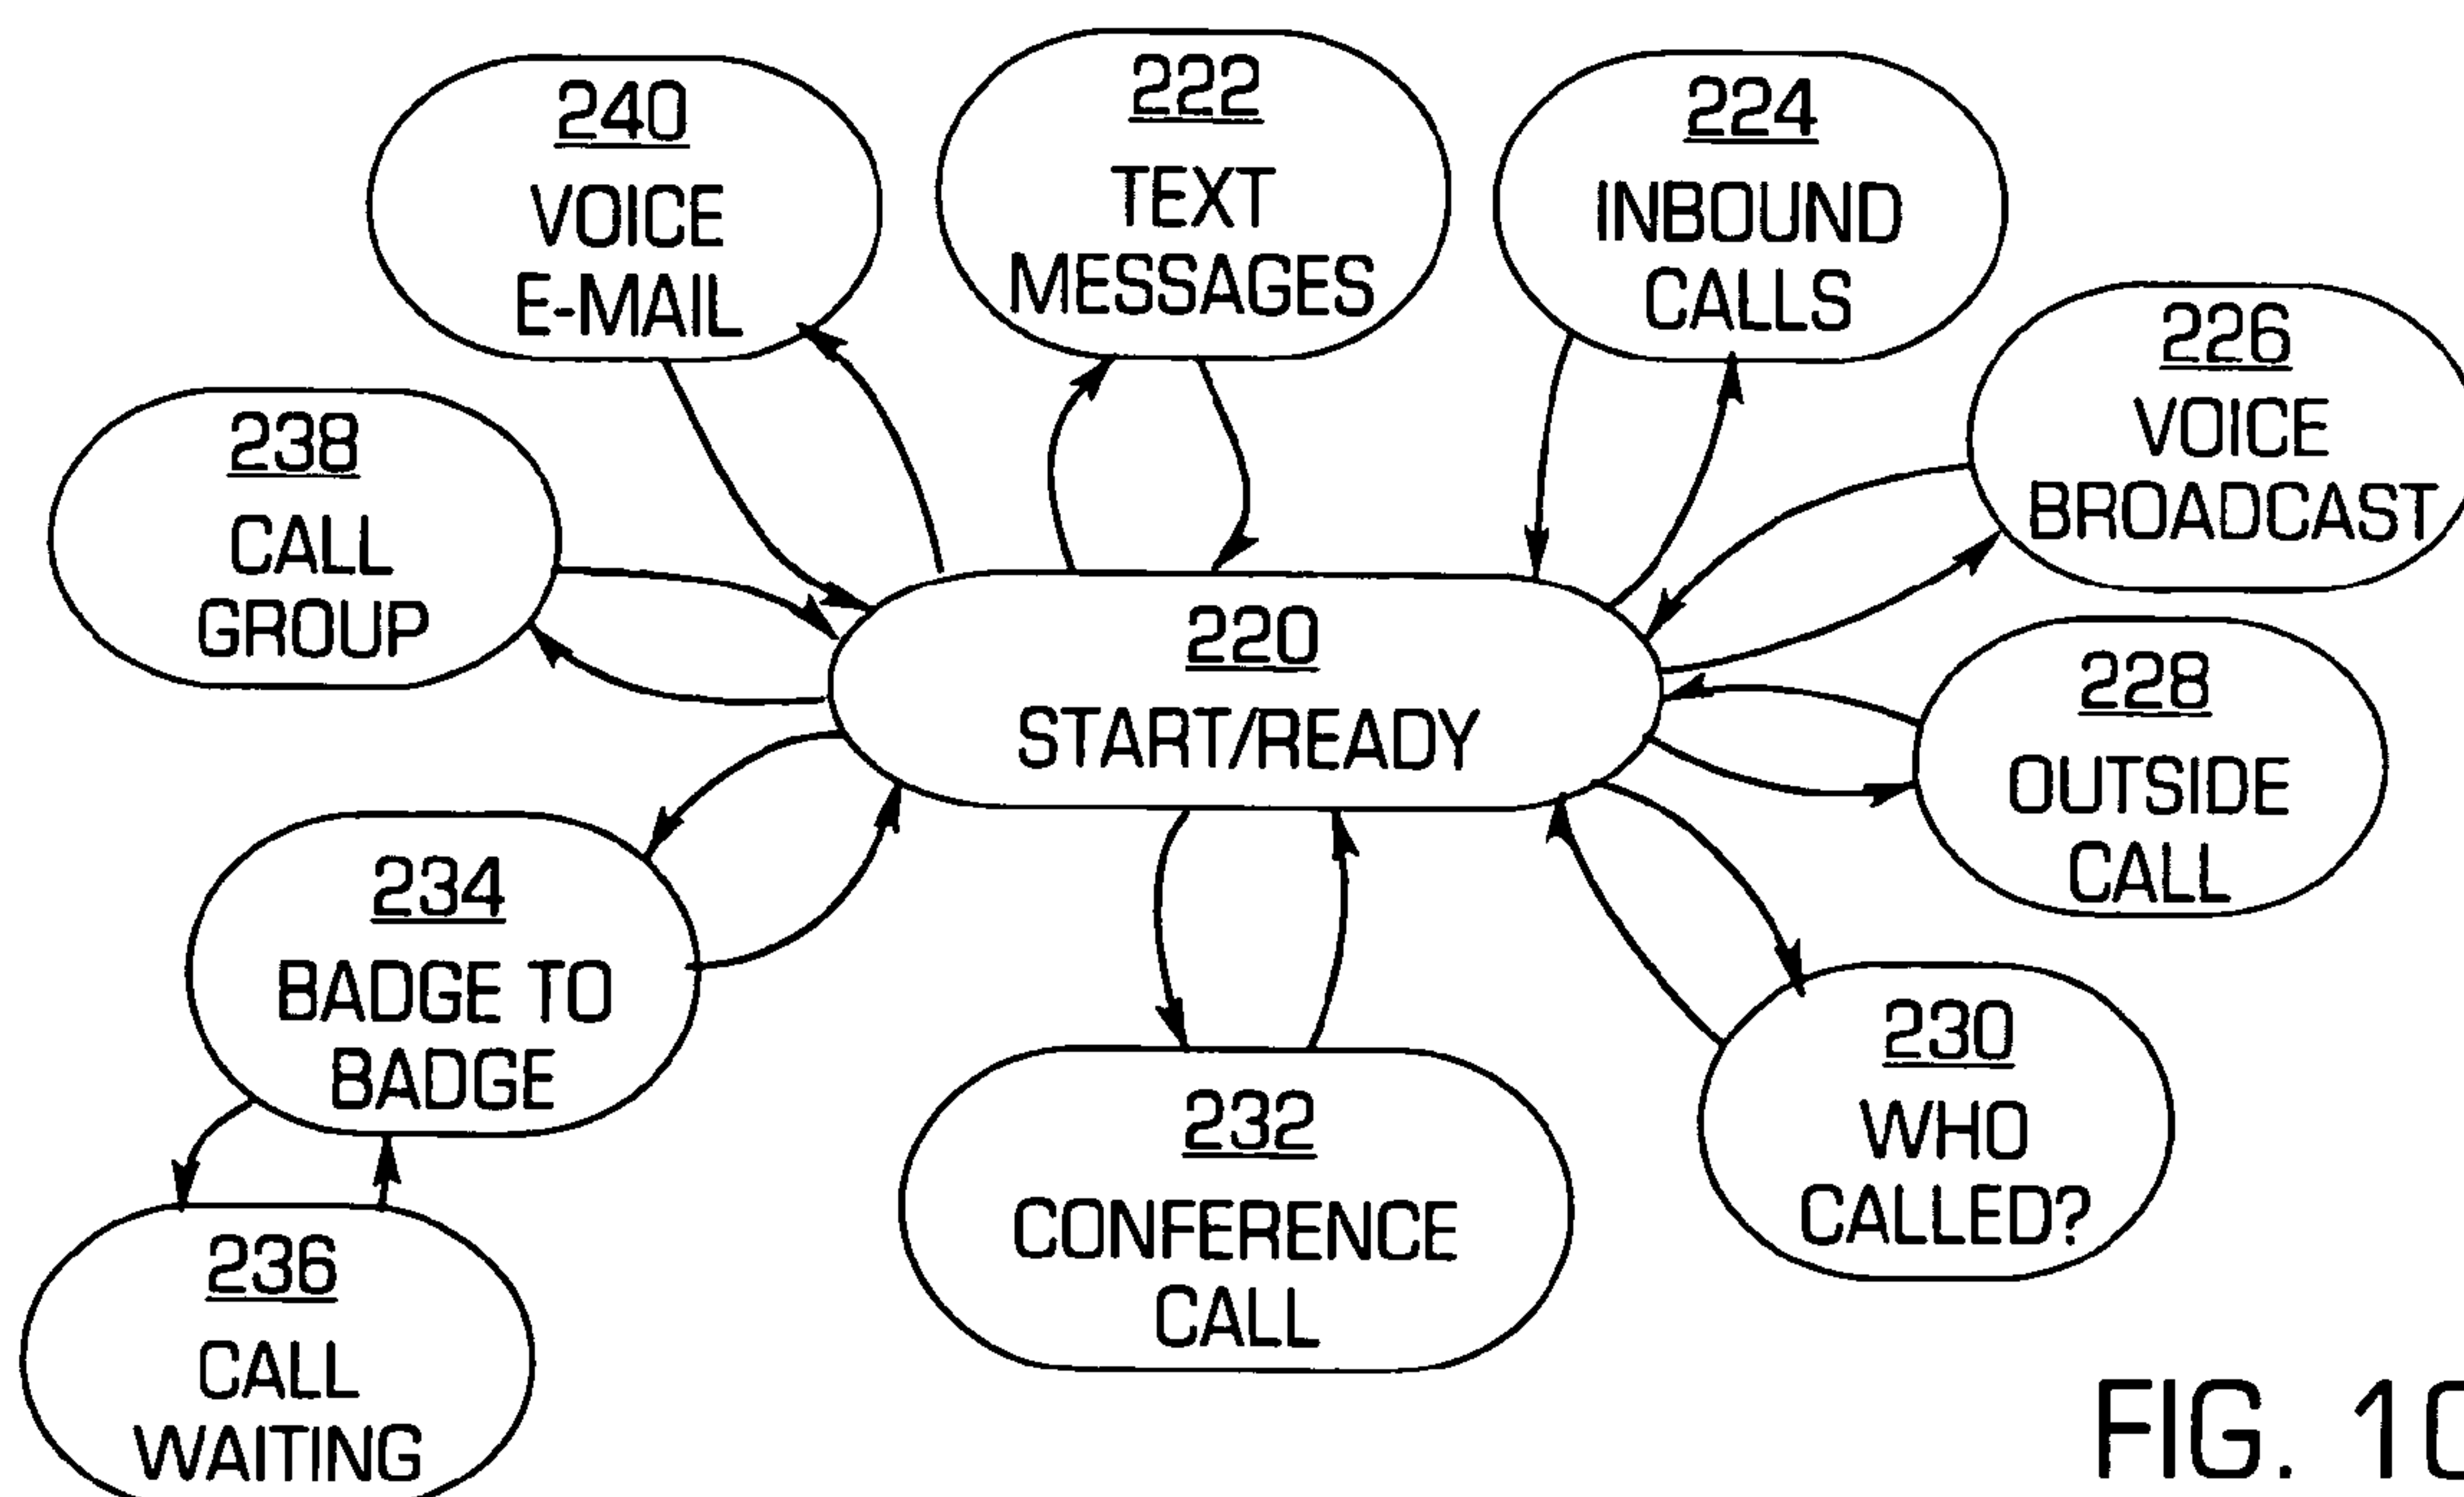 240
VOICE
E-MAIL
222
TEXT
MESSAGES
224
INBOUND
CALLS
226
VOICE
BROADCAST
238
CALL
GROUP
220
START/READY
228
OUTSIDE
CALL
234
BADGE TO
BADGE
232
CONFERENCE
CALL
230
WHO
CALLED?
236
CALL
WAITING
FIG.